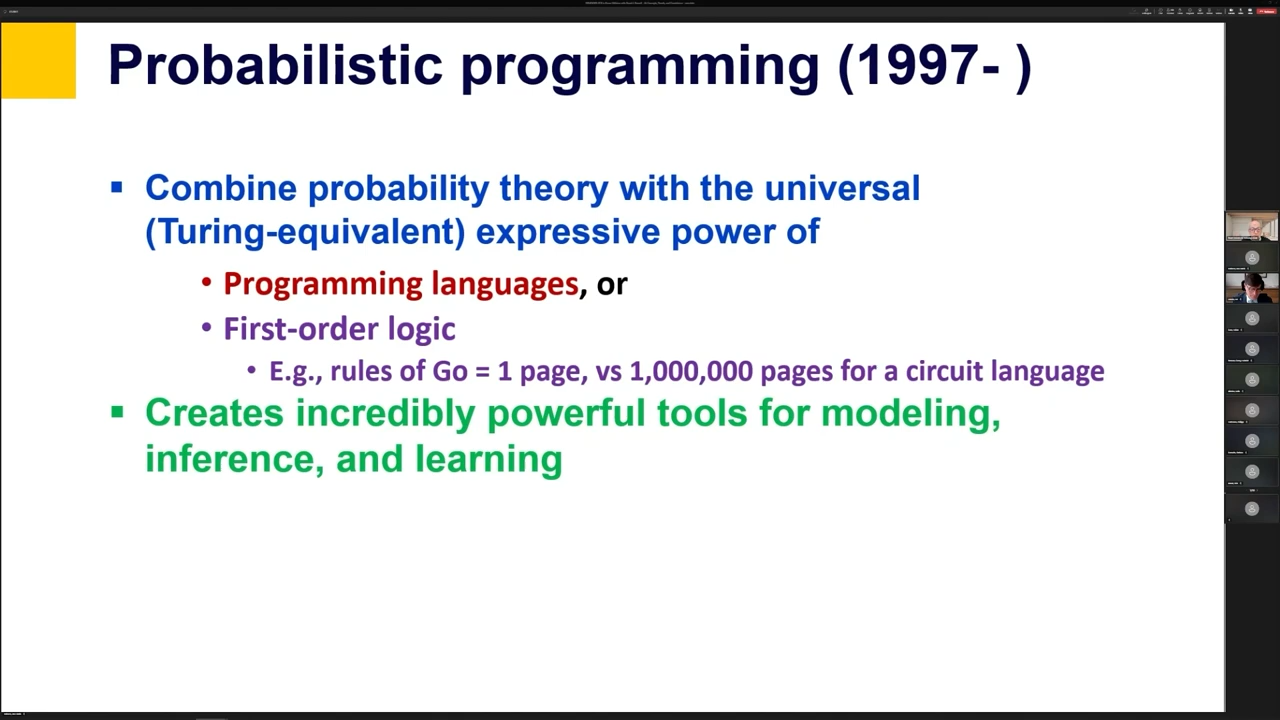 Probabilistic programming (1997- )
▪ Combine probability theory with the universal
(Turing-equivalent) expressive power of
• Programming languages, or
• First-order logic
• E.g., rules of Go = 1 page, vs 1,000,000 pages for a circuit language
▪ Creates incredibly powerful tools for modeling,
inference, and learning